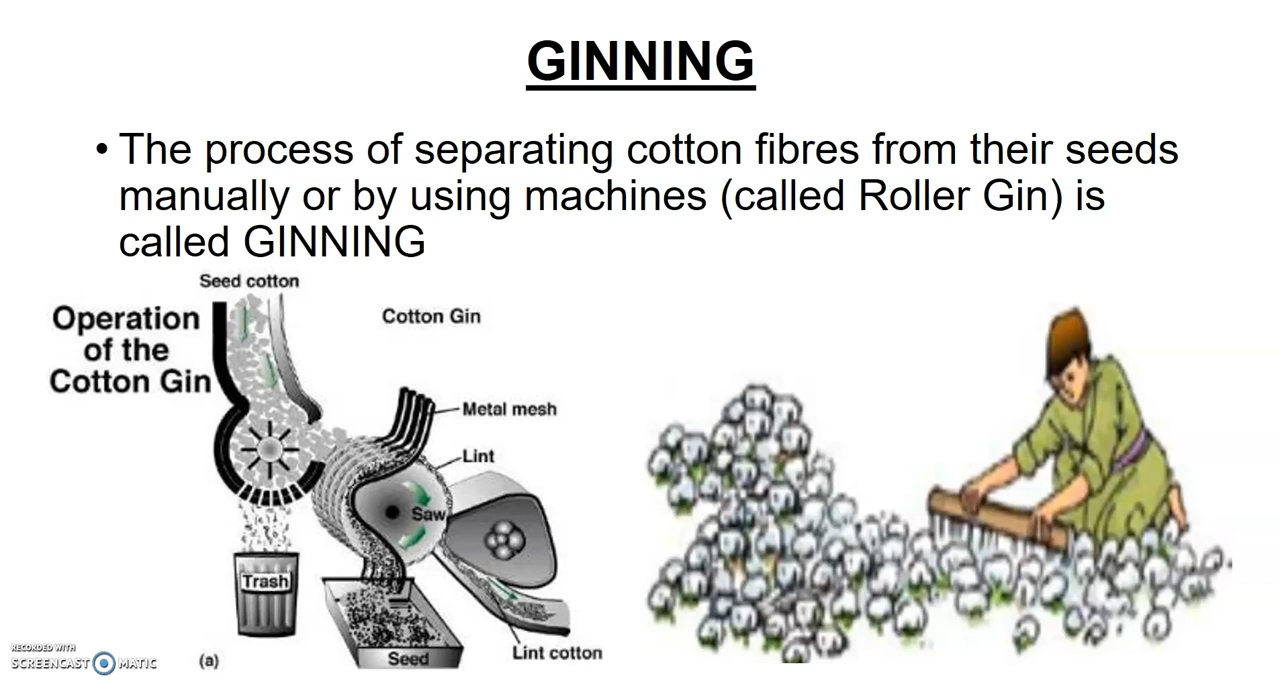 GINNING
• The process of separating cotton fibres from their seeds
manually or by using machines (called Roller Gin) is
called GINNING
Seed cotton
Operation
of the
Cotton Gin
Cotton Gin
Metal mesh
Lint
Saw
Trash
Seed
Lint cotton
(a)
RECORDED WITH
SCREENCAST MATIC